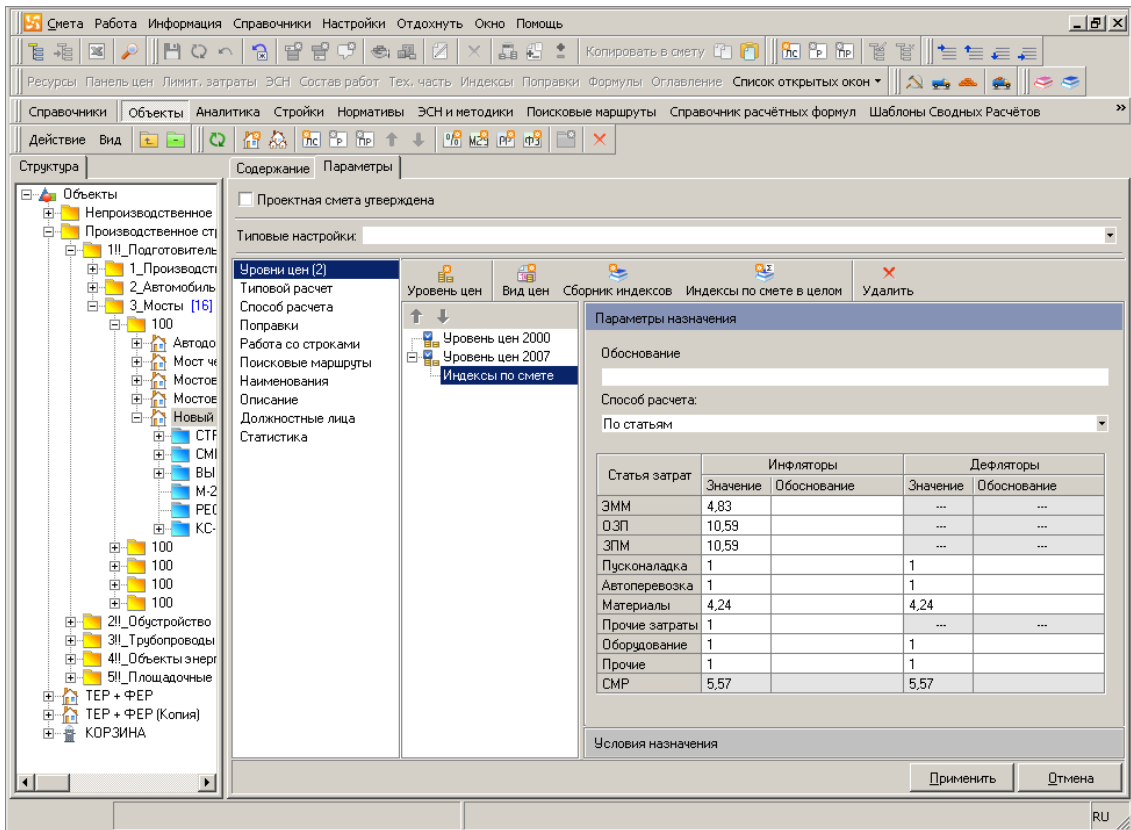 Смета Работа Информация Справочники Настройки Отдохнуть Окно Помощь
Копировать в смету
Ресурсы Панель цен Лимит. затраты ЭСН Состав работ Тех. часть Индексы Поправки Формулы Оглавление Список открытых окон
Справочники Объекты Аналитика Стройки Нормативы ЭСН и методики Поисковые маршруты Справочник расчётных формул Шаблоны Сводных Расчётов »
Действие Вид
Структура
Содержание Параметры
Объекты
Непроизводственное
Производственное стр
1!!_Подготовитель
1_Производст
2_Автомобиль
3_Мосты [16]
100
Автодо
Мост че
Мостов
Мостов
Новый
СТР
СМ
ВЫ
М-2
РЕС
КС-
100
100
100
100
2!!_Обустройство
3!!_Трубопроводы
4!!_Объекты энерг
5!!_Площадочные
ТЕР + ФЕР
ТЕР + ФЕР (Копия)
КОРЗИНА
Проектная смета утверждена
Типовые настройки:
Уровни цен (2)
Типовой расчет
Способ расчета
Поправки
Работа со строками
Поисковые маршруты
Наименования
Описание
Должностные лица
Статистика
Уровень цен Вид цен Сборник индексов Индексы по смете в целом Удалить
Уровень цен 2000
Уровень цен 2007
Индексы по смете
Параметры назначения
Обоснование
Способ расчета:
По статьям
Статья затрат Инфляторы Дефляторы
Значение Обоснование Значение Обоснование
ЭММ 4,83 --- ---
ОЗП 10,59 --- ---
ЗПМ 10,59 --- ---
Пусконаладка 1 1
Автоперевозка 1 1
Материалы 4,24 4,24
Прочие затраты 1 --- ---
Оборудование 1 1
Прочие 1 1
СМР 5,57 5,57
Условия назначения
Применить Отмена
RU